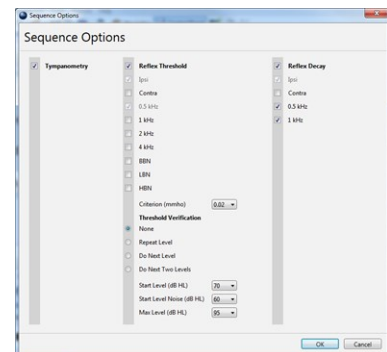 Sequence Options
Sequence Options
Tympanometry
Reflex Threshold
Ipsi
Contra
0.5 kHz
1 kHz
2 kHz
4 kHz
BBN
LBN
HBN
Criterion (mmho) 0.02
Threshold Verification
None
Repeat Level
Do Next Level
Do Next Two Levels
Start Level (dB HL) 70
Start Level Noise (dB HL) 60
Max Level (dB HL) 95
Reflex Decay
Ipsi
Contra
0.5 kHz
1 kHz
OK Cancel